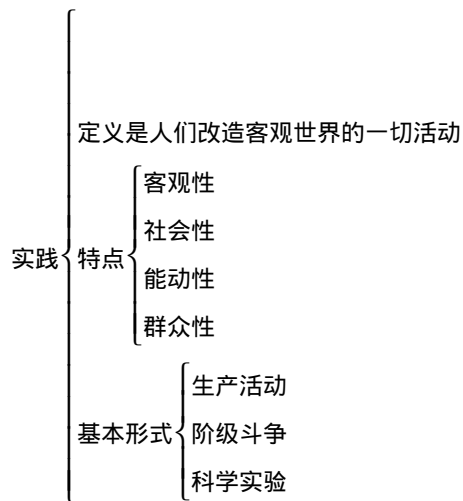 实践
定义是人们改造客观世界的一切活动
特点
客观性
社会性
能动性
群众性
基本形式
生产活动
阶级斗争
科学实验